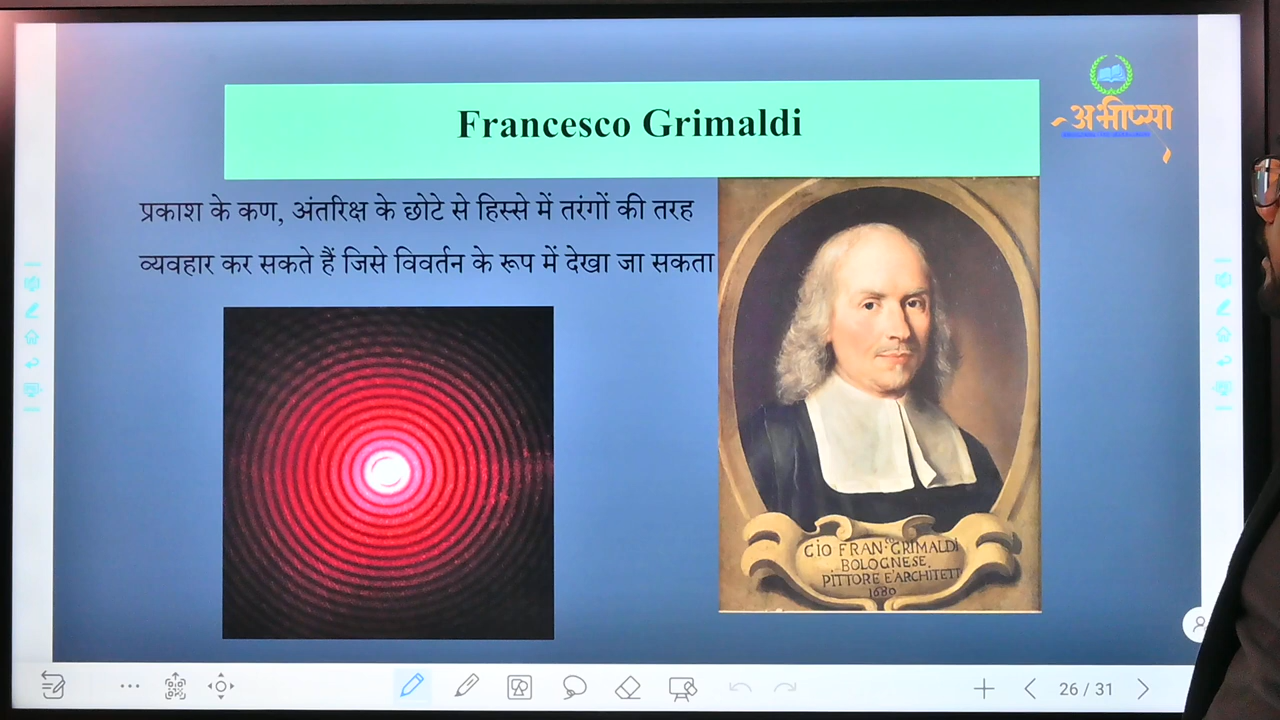 Francesco Grimaldi
अभीप्सा
प्रकाश के कण, अंतरिक्ष के छोटे से हिस्से में तरंगों की तरह
व्यवहार कर सकते हैं जिसे विवर्तन के रूप में देखा जा सकता
GIO FRAN.CO GRIMALDI
BOLOGNESE
PITTORE E'ARCHITETT
1680
26 / 31